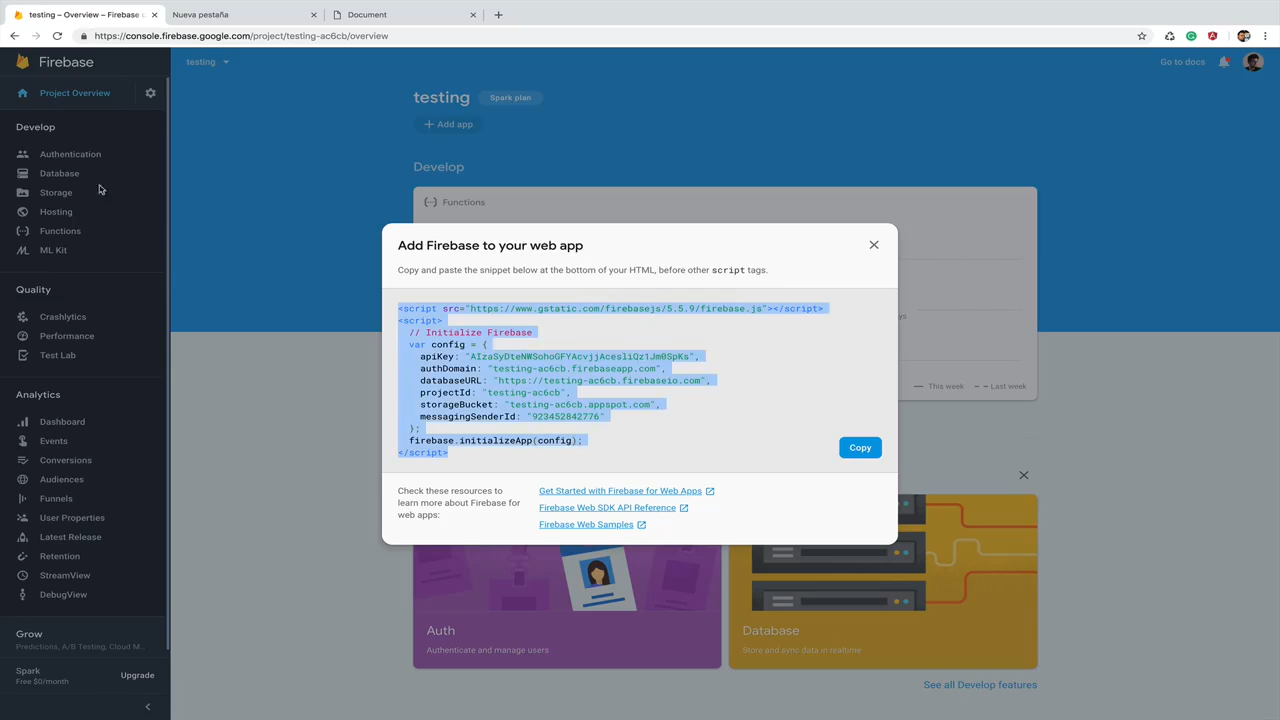 testing – Overview – Firebase c
Nueva pestaña
Document
https://console.firebase.google.com/project/testing-ac6cb/overview
Firebase
testing
Go to docs
Project Overview
testing
Spark plan
Add app
Develop
Authentication
Database
Storage
Hosting
Functions
ML Kit
Quality
Crashlytics
Performance
Test Lab
Analytics
Dashboard
Events
Conversions
Audiences
Funnels
User Properties
Latest Release
Retention
StreamView
DebugView
Grow
Predictions, A/B Testing, Cloud M...
Spark
Free $0/month
Upgrade
Develop
Functions
This week
Last week
Add Firebase to your web app
Copy and paste the snippet below at the bottom of your HTML, before other script tags.
<script src="https://www.gstatic.com/firebasejs/5.5.9/firebase.js"></script>
<script>
// Initialize Firebase
var config = {
apiKey: "AIzaSyDteNWSohoGFYAcvjjAcesliQz1Jm0SpKs",
authDomain: "testing-ac6cb.firebaseapp.com",
databaseURL: "https://testing-ac6cb.firebaseio.com",
projectId: "testing-ac6cb",
storageBucket: "testing-ac6cb.appspot.com",
messagingSenderId: "923452842776"
};
firebase.initializeApp(config);
</script>
Copy
Check these resources to
learn more about Firebase for
web apps:
Get Started with Firebase for Web Apps
Firebase Web SDK API Reference
Firebase Web Samples
Auth
Authenticate and manage users
Database
Store and sync data in realtime
See all Develop features